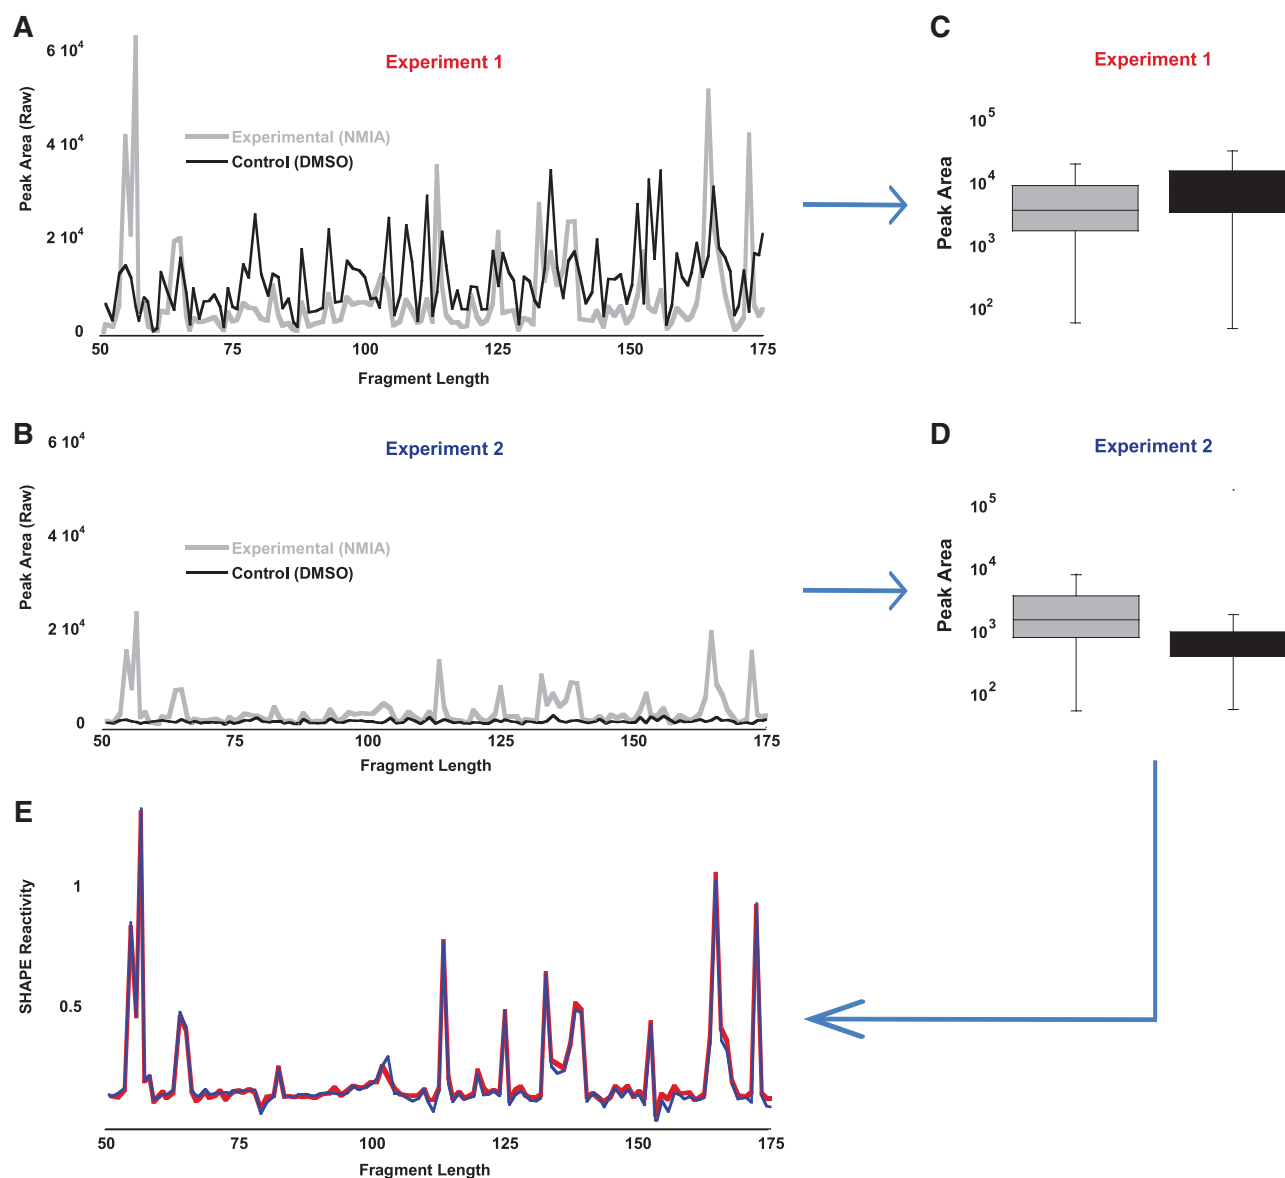 A
Experiment 1
6 10^4
4 10^4
2 10^4
0
Peak Area (Raw)
Experimental (NMIA)
Control (DMSO)
50 75 100 125 150 175
Fragment Length
C
Experiment 1
10^5
10^4
10^3
10^2
Peak Area
B
Experiment 2
6 10^4
4 10^4
2 10^4
0
Peak Area (Raw)
Experimental (NMIA)
Control (DMSO)
50 75 100 125 150 175
Fragment Length
D
Experiment 2
10^5
10^4
10^3
10^2
Peak Area
E
1
0.5
SHAPE Reactivity
50 75 100 125 150 175
Fragment Length